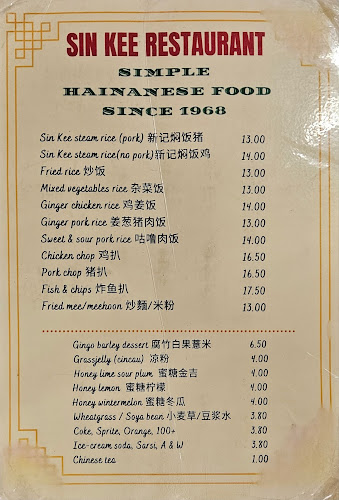 SIN KEE RESTAURANT
SIMPLE
HAINANESE FOOD
SINCE 1968
Sin Kee steam rice (pork) 新记焖饭猪 13.00
Sin Kee steam rice(no pork)新记焖饭鸡 14.00
Fried rice 炒饭 13.00
Mixed vegetables rice 杂菜饭 13.00
Ginger chicken rice 鸡姜饭 14.00
Ginger pork rice 姜葱猪肉饭 13.00
Sweet & sour pork rice 咕噜肉饭 14.00
Chicken chop 鸡扒 16.50
Pork chop 猪扒 16.50
Fish & chips 炸鱼扒 17.50
Fried mee/meehoon 炒麵/米粉 13.00
Gingo barley dessert 腐竹白果薏米 6.50
Grassjelly (cincau) 凉粉 4.00
Honey lime sour plum 蜜糖金吉 4.00
Honey lemon 蜜糖柠檬 4.00
Honey wintermelon 蜜糖冬瓜 4.00
Wheatgrass / Soya bean 小麦草/豆浆水 3.80
Coke, Sprite, Orange, 100+ 3.80
Ice-cream soda, Sarsi, A & W 3.80
Chinese tea 1.00